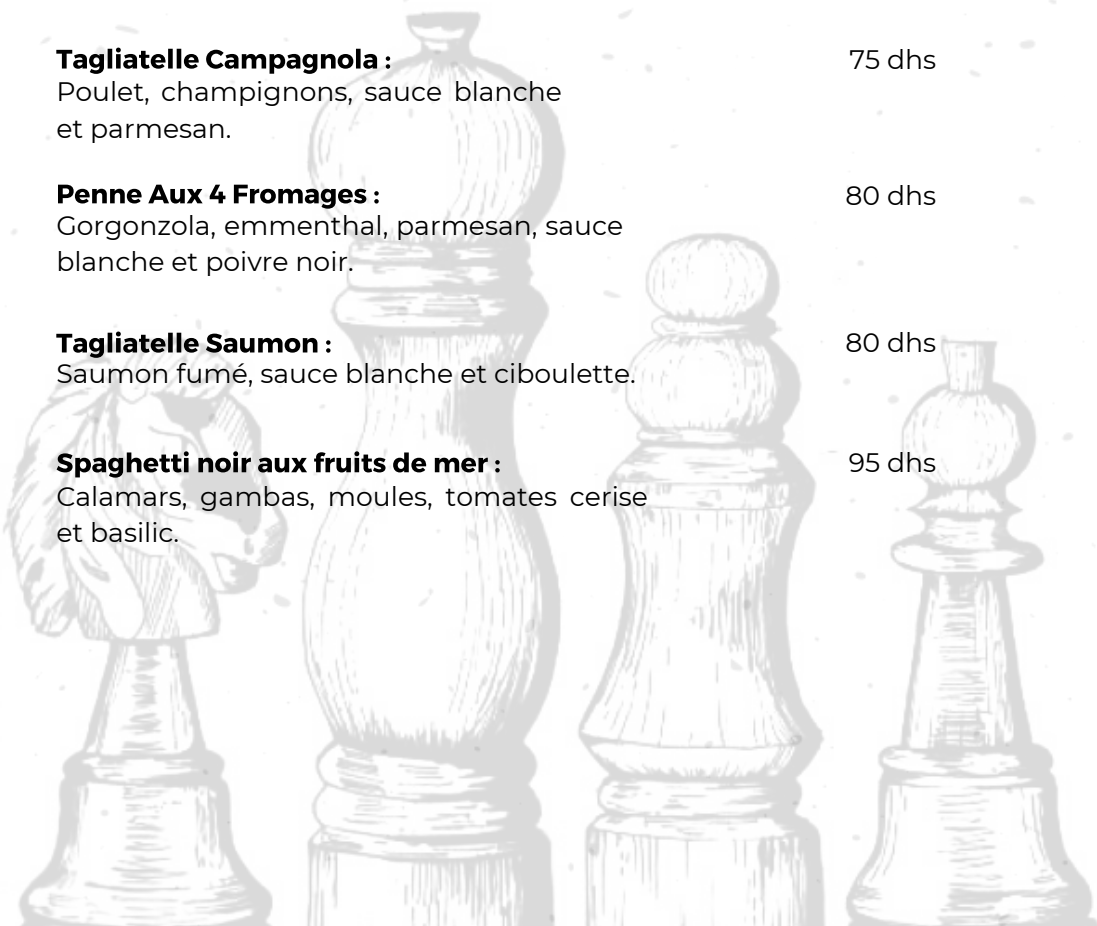 Tagliatelle Campagnola : 75 dhs
Poulet, champignons, sauce blanche
et parmesan.
Penne Aux 4 Fromages : 80 dhs
Gorgonzola, emmenthal, parmesan, sauce
blanche et poivre noir.
Tagliatelle Saumon : 80 dhs
Saumon fumé, sauce blanche et ciboulette.
Spaghetti noir aux fruits de mer : 95 dhs
Calamars, gambas, moules, tomates cerise
et basilic.